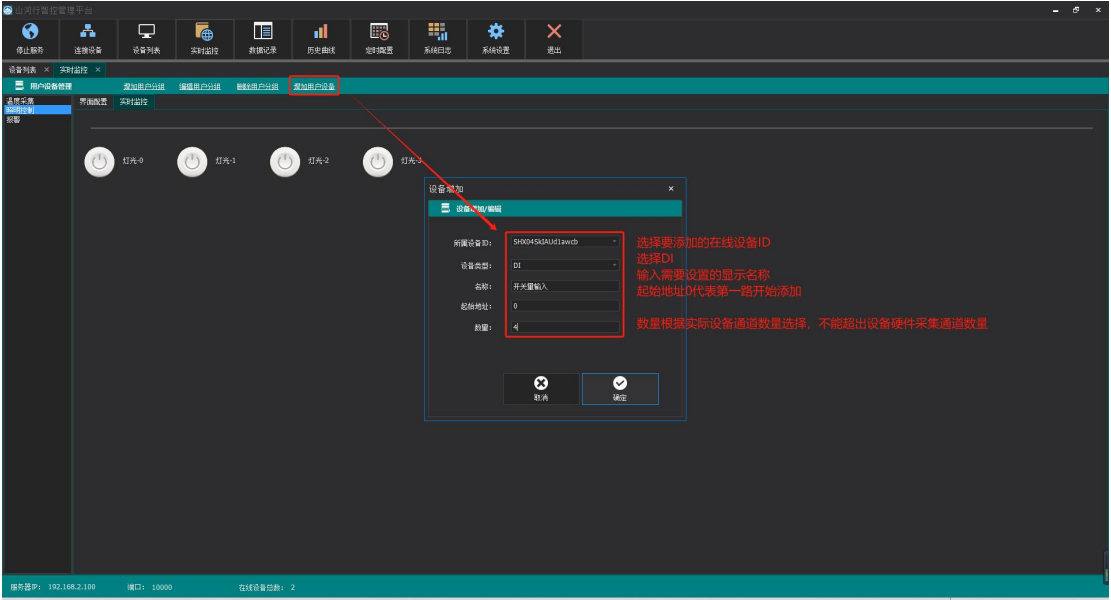 山河行智控管理平台
停止服务 连接设备 设备列表 实时监控 数据记录 历史曲线 定时配置 系统日志 系统设置 退出
设备列表 × 实时监控 ×
用户设备管理 增加用户分组 编辑用户分组 删除用户分组 增加用户设备
温度采集
照明控制
报警
界面配置 实时监控
灯光-0 灯光-1 灯光-2 灯光-3
设备增加
设备增加/编辑
所属设备ID: SHX04SkIAUd1awcb
设备类型: DI
名称: 开关量输入
起始地址: 0
数量: 4
取消 确定
选择要添加的在线设备ID
选择DI
输入需要设置的显示名称
起始地址0代表第一路开始添加
数量根据实际设备通道数量选择，不能超出设备硬件采集通道数量
服务器IP: 192.168.2.100 端口: 10000 在线设备总数: 2